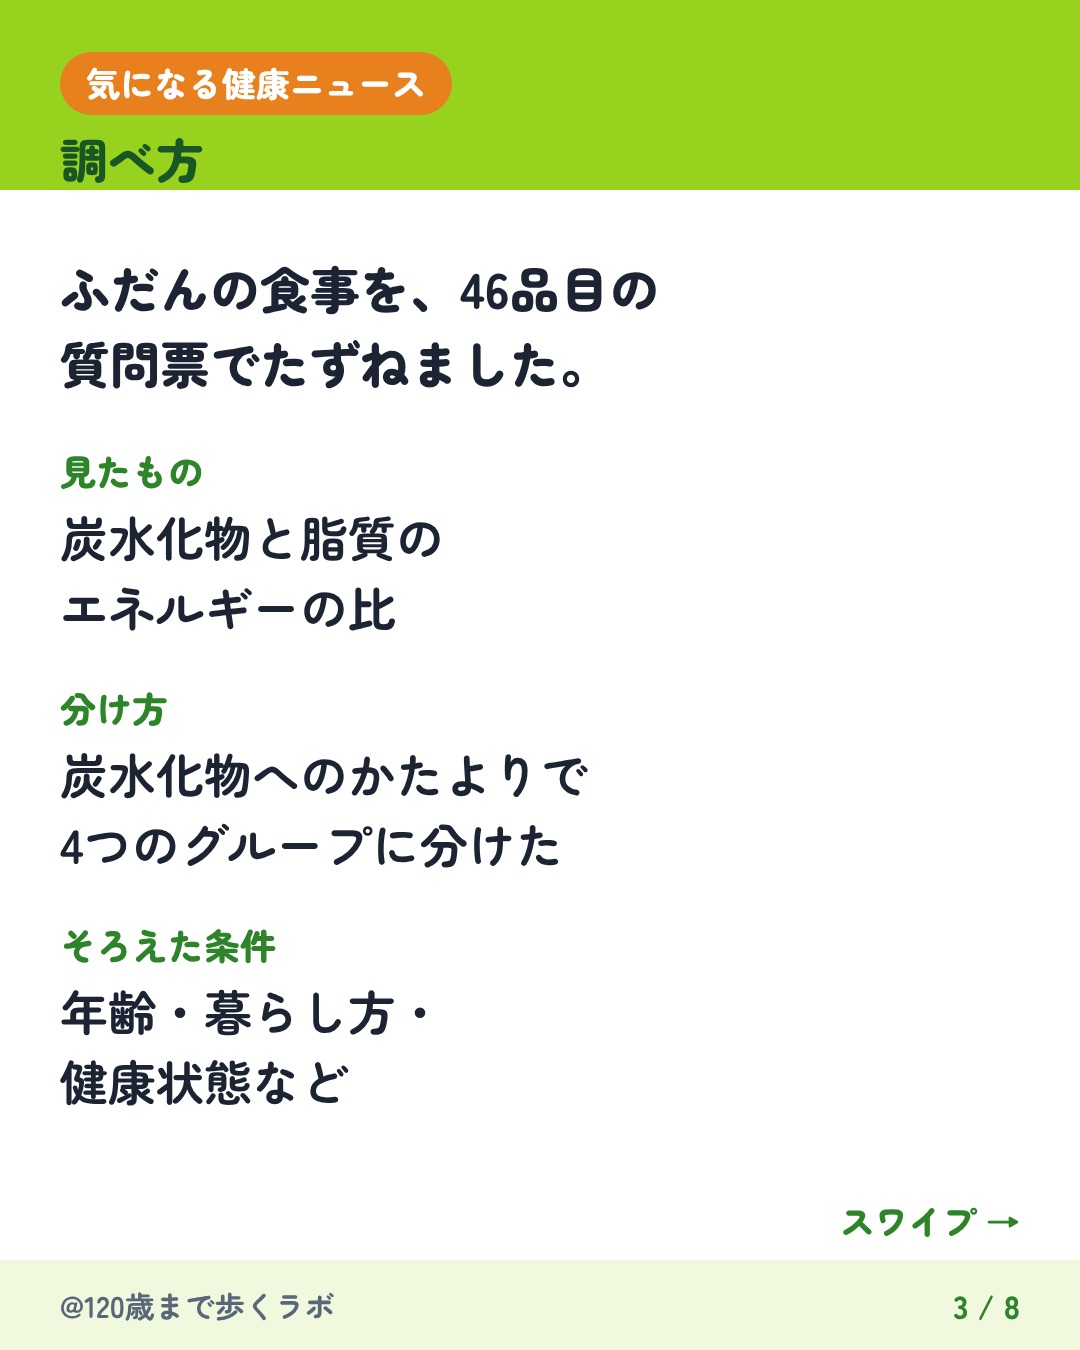 気になる健康ニュース
調べ方
ふだんの食事を、46品目の
質問票でたずねました。
見たもの
炭水化物と脂質の
エネルギーの比
分け方
炭水化物へのかたよりで
4つのグループに分けた
そろえた条件
年齢・暮らし方・
健康状態など
スワイプ →
@120歳まで歩くラボ
3 / 8